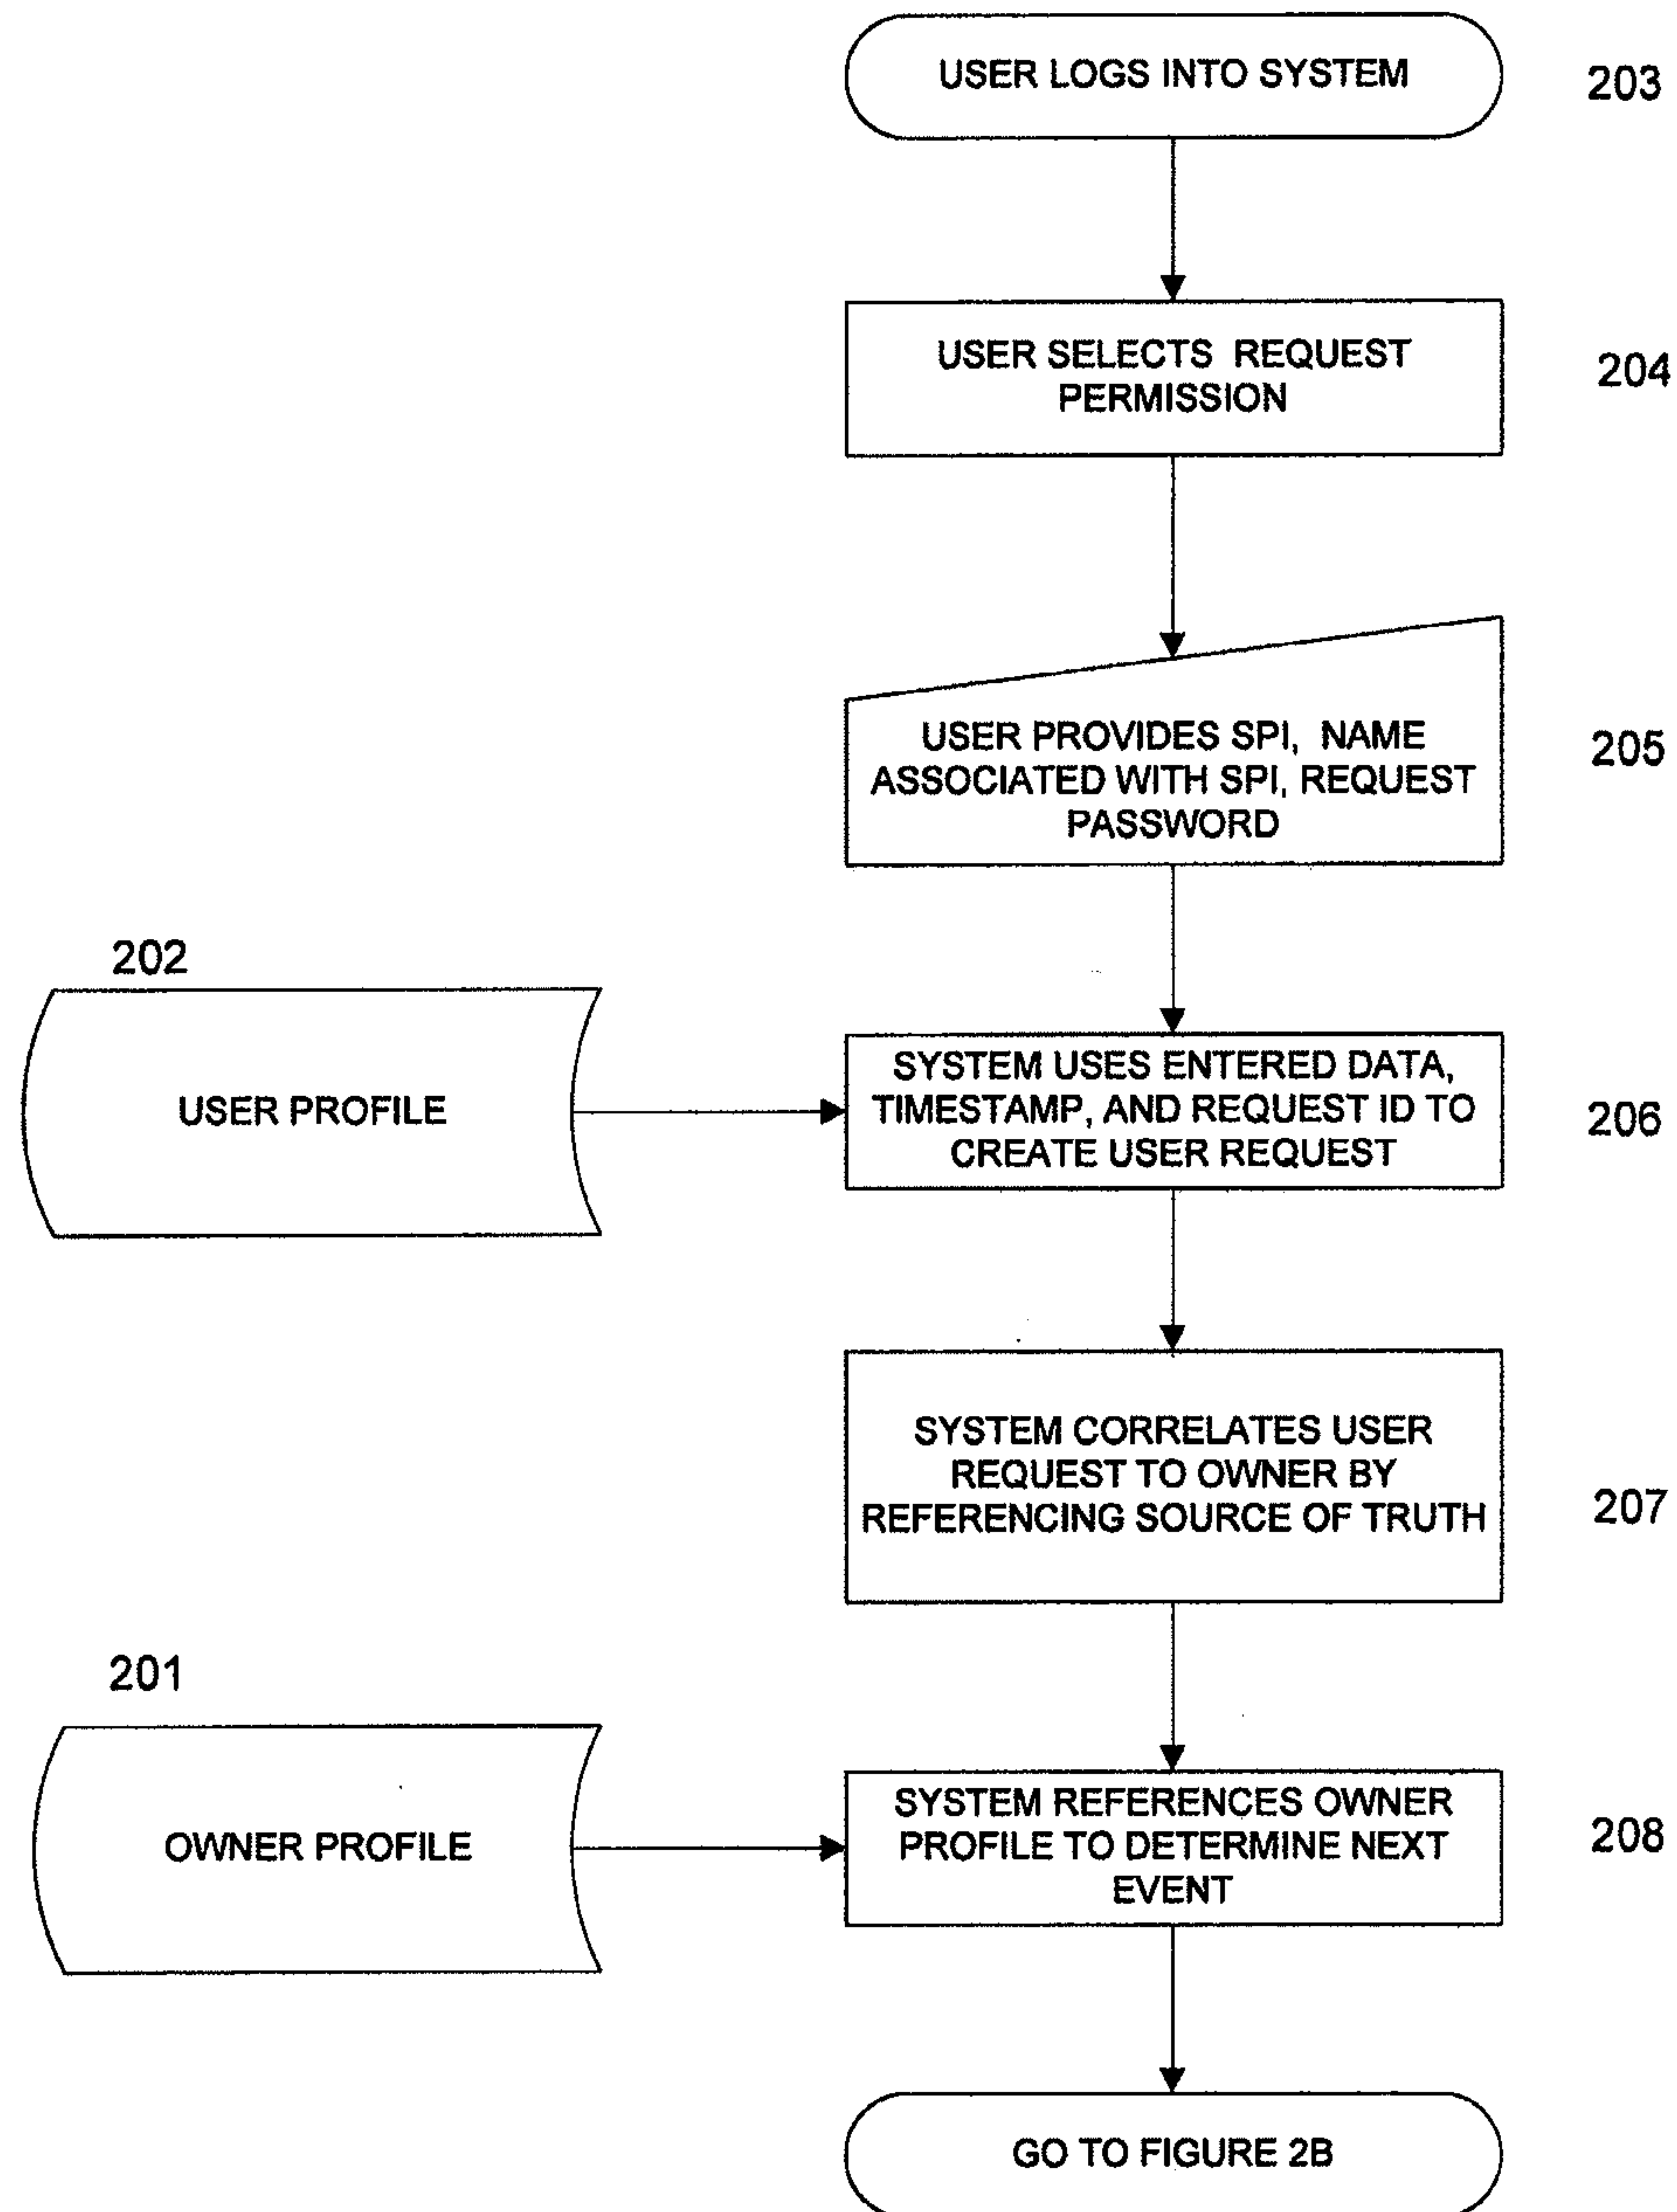 USER LOGS INTO SYSTEM
203
USER SELECTS REQUEST
PERMISSION
204
USER PROVIDES SPI, NAME
ASSOCIATED WITH SPI, REQUEST
PASSWORD
205
202
USER PROFILE
SYSTEM USES ENTERED DATA,
TIMESTAMP, AND REQUEST ID TO
CREATE USER REQUEST
206
SYSTEM CORRELATES USER
REQUEST TO OWNER BY
REFERENCING SOURCE OF TRUTH
207
201
OWNER PROFILE
SYSTEM REFERENCES OWNER
PROFILE TO DETERMINE NEXT
EVENT
208
GO TO FIGURE 2B